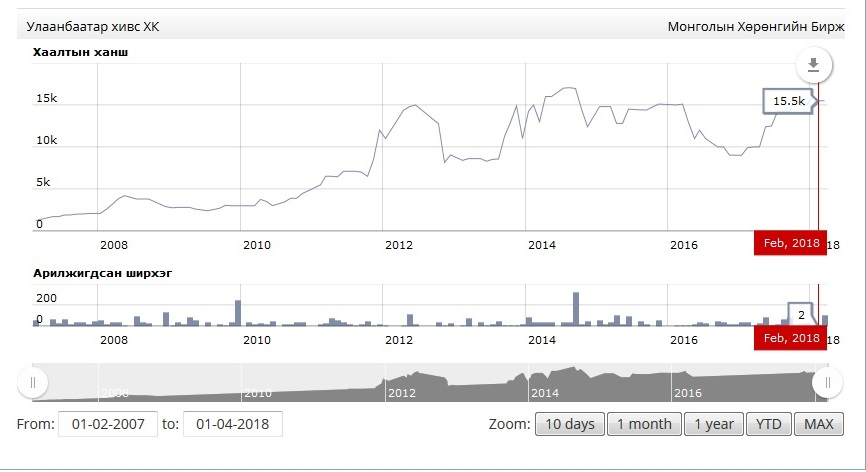 Улаанбаатар хивс ХК Монголын Хөрөнгийн Бирж
Хаалтын ханш
15k
15.5k
10k
5k
0
2008 2010 2012 2014 2016 Feb, 2018 18
Арилжигдсан ширхэг
200
0
2
2008 2010 2012 2014 2016 Feb, 2018 18
2008 2010 2012 2014 2016
From: 01-02-2007 to: 01-04-2018 Zoom: 10 days 1 month 1 year YTD MAX